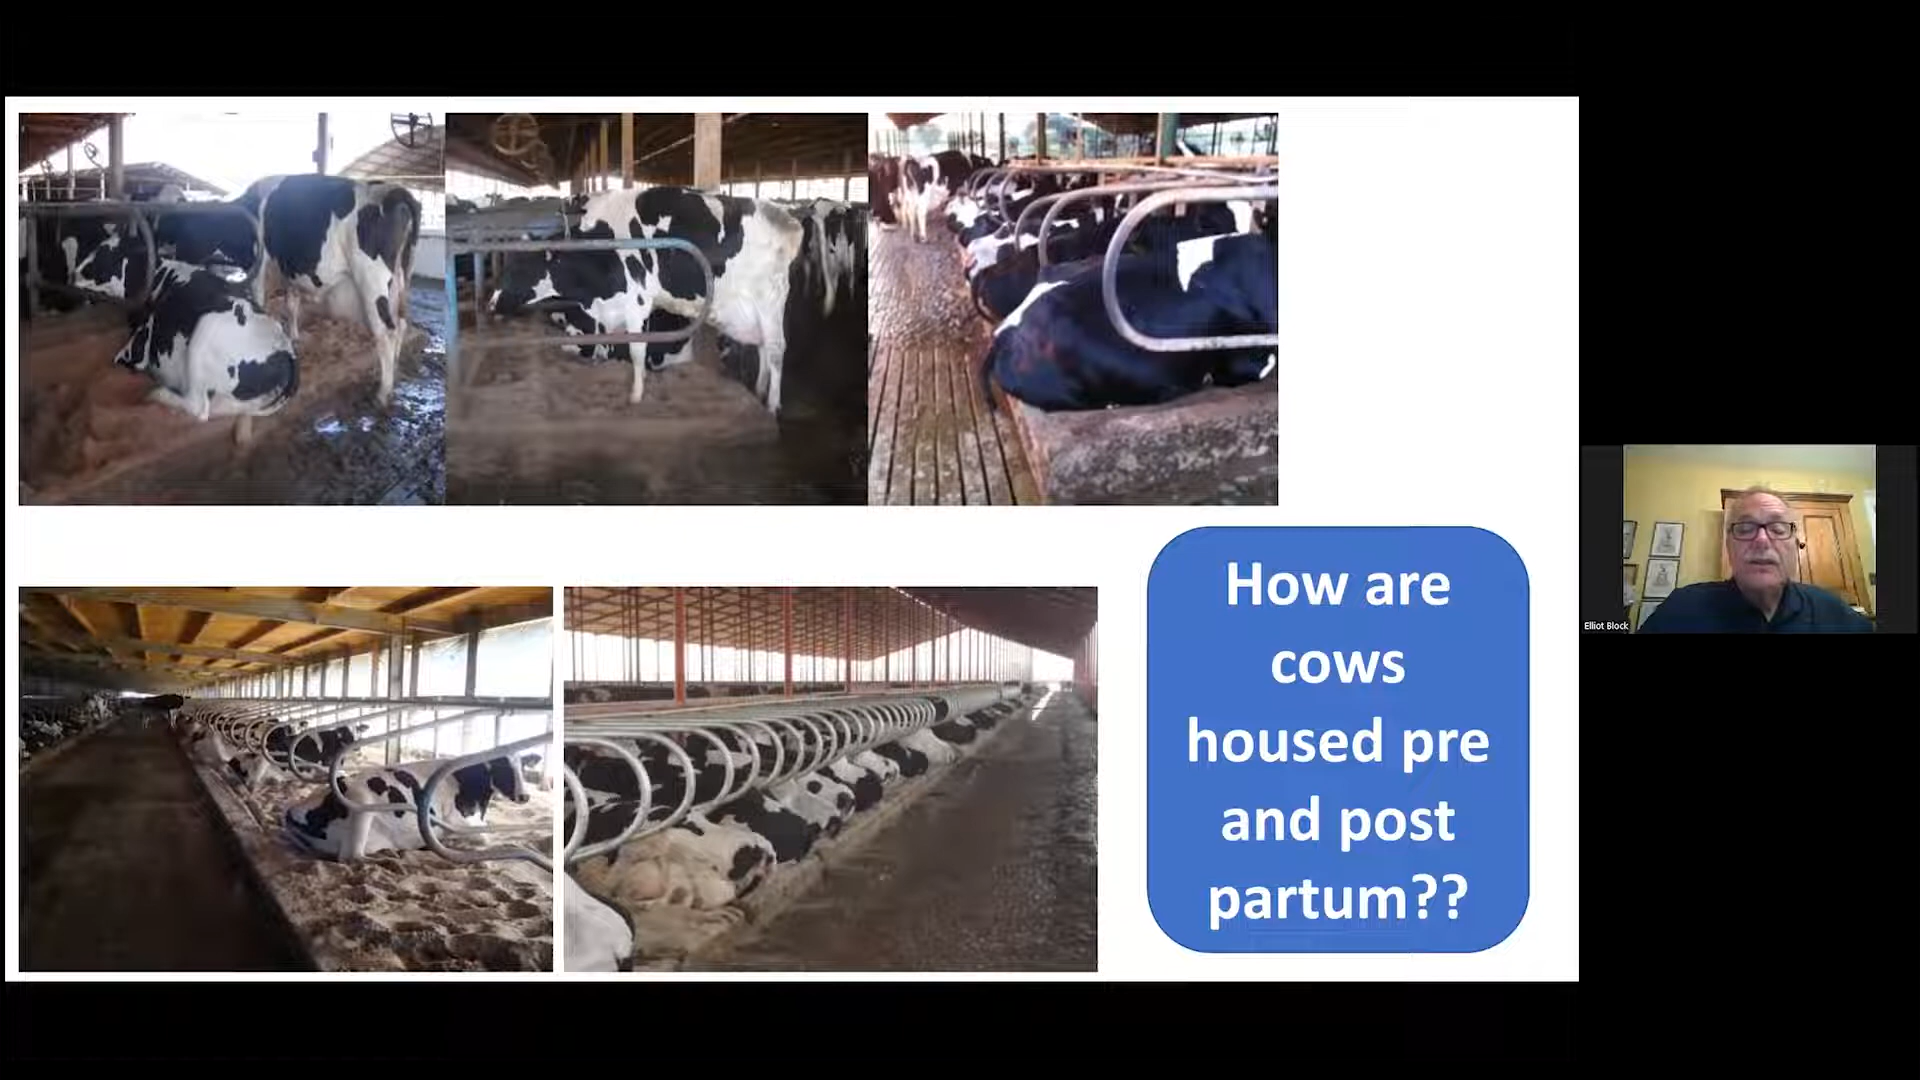 How are
cows
housed pre
and post
partum??
Elliot Block